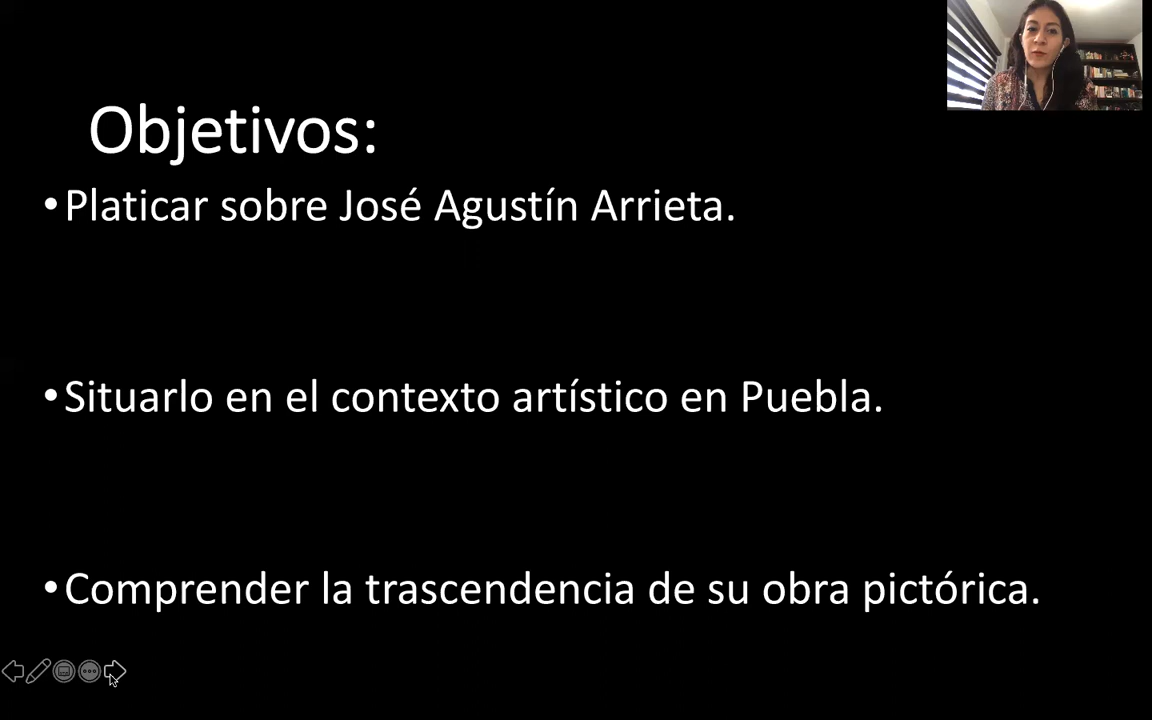 Objetivos:
•Platicar sobre José Agustín Arrieta.
•Situarlo en el contexto artístico en Puebla.
•Comprender la trascendencia de su obra pictórica.